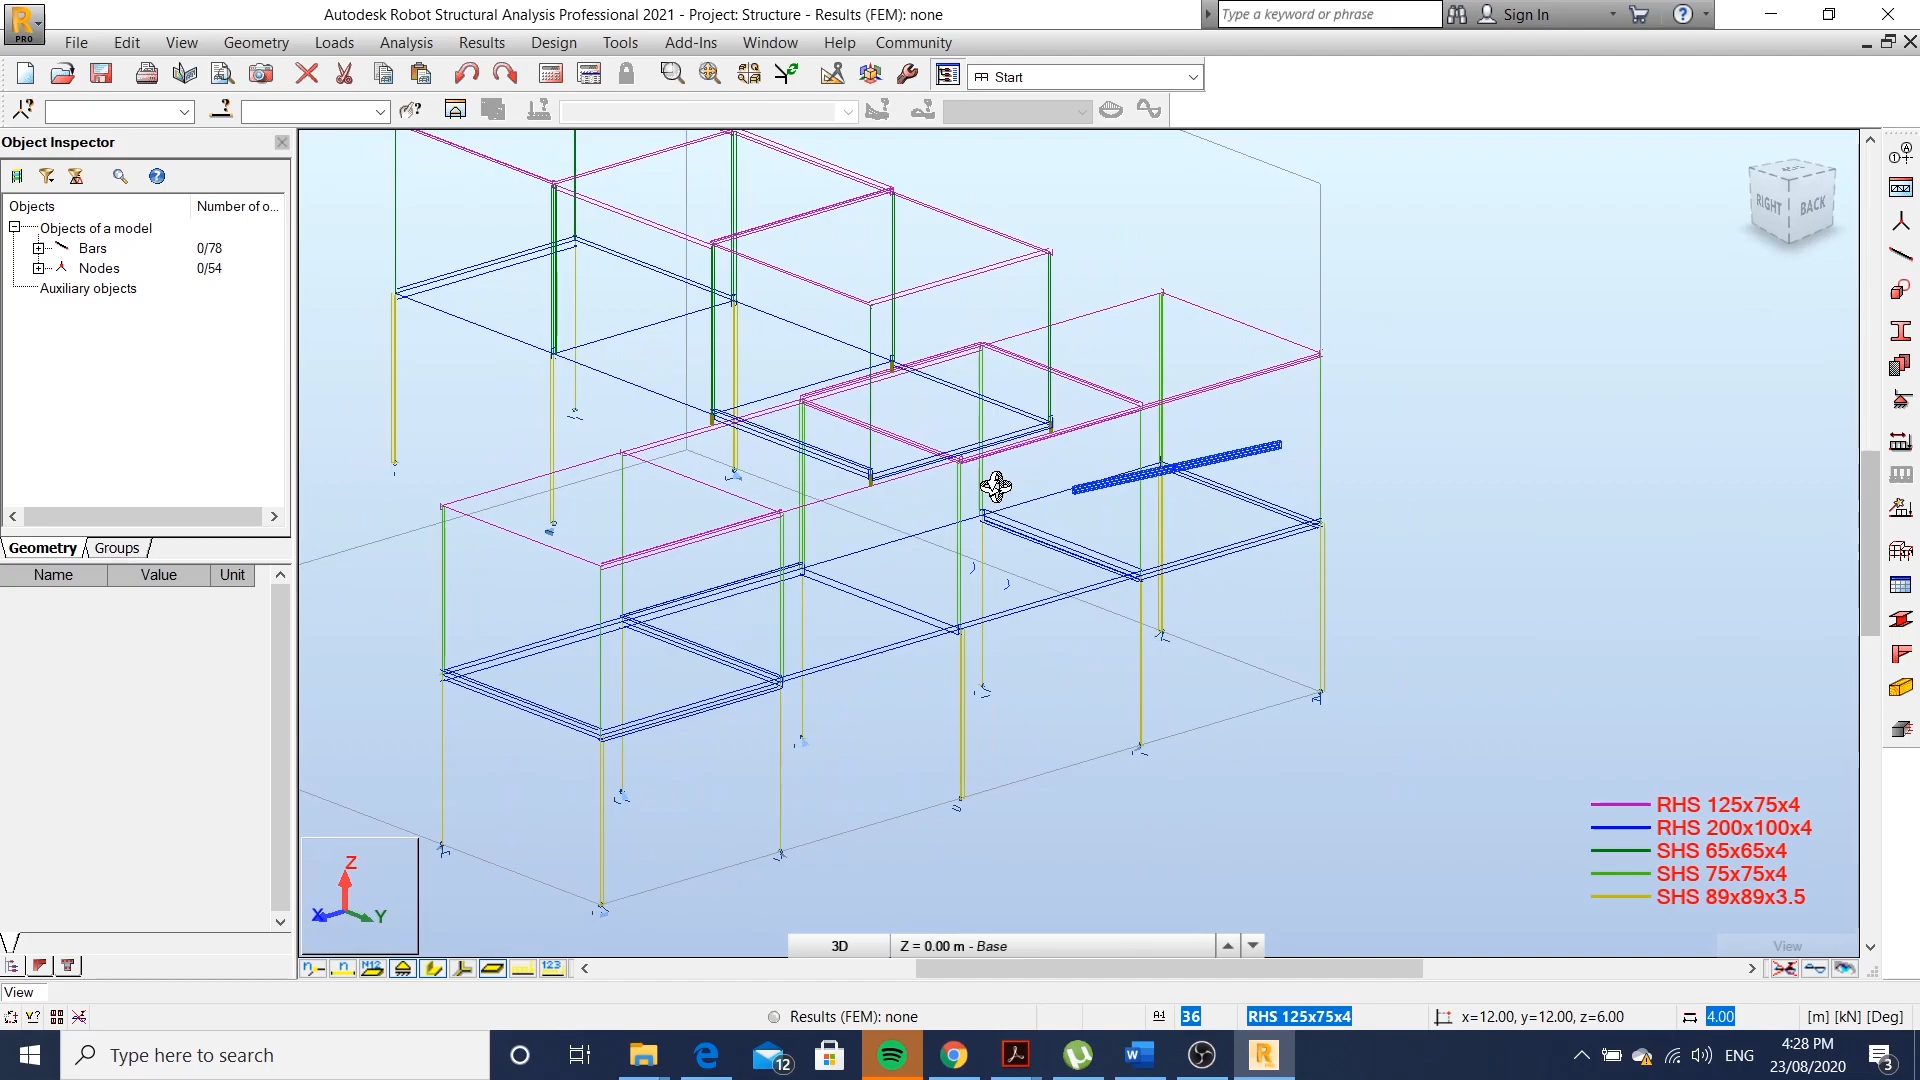 Autodesk Robot Structural Analysis Professional 2021 - Project: Structure - Results (FEM): none
Type a keyword or phrase
Sign In
PRO
File Edit View Geometry Loads Analysis Results Design Tools Add-Ins Window Help Community
Start
Object Inspector
Objects Number of o...
Objects of a model
Bars 0/78
Nodes 0/54
Auxiliary objects
Geometry Groups
Name Value Unit
RIGHT BACK
RHS 125x75x4
RHS 200x100x4
SHS 65x65x4
SHS 75x75x4
SHS 89x89x3.5
Z
X Y
3D Z = 0.00 m - Base
View
View
Results (FEM): none 36 RHS 125x75x4 x=12.00, y=12.00, z=6.00 4.00 [m] [kN] [Deg]
Type here to search
12
ENG
4:28 PM
23/08/2020
3